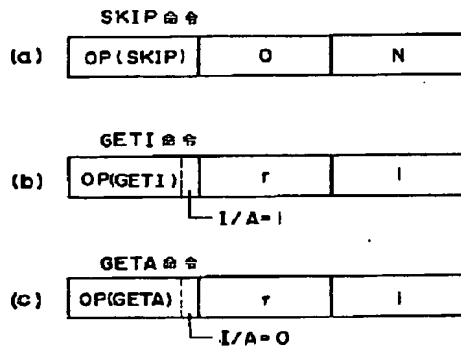 SKIP命令
(a) OP(SKIP) 0 N
GETI命令
(b) OP(GETI) r l
I/A=1
GETA命令
(c) OP(GETA) r l
I/A=0